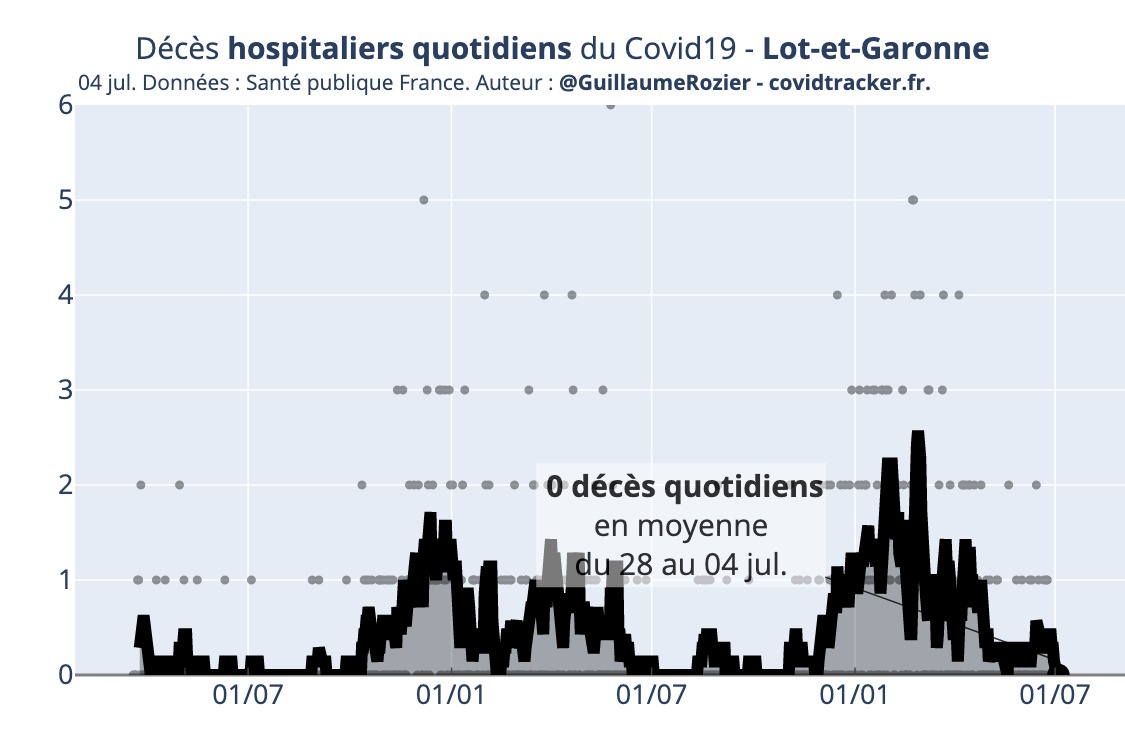 Décès hospitaliers quotidiens du Covid19 - Lot-et-Garonne
04 jul. Données : Santé publique France. Auteur : @GuillaumeRozier - covidtracker.fr.
6
5
4
3
2
1
0
0 décès quotidiens
en moyenne
du 28 au 04 jul.
01/07 01/01 01/07 01/01 01/07